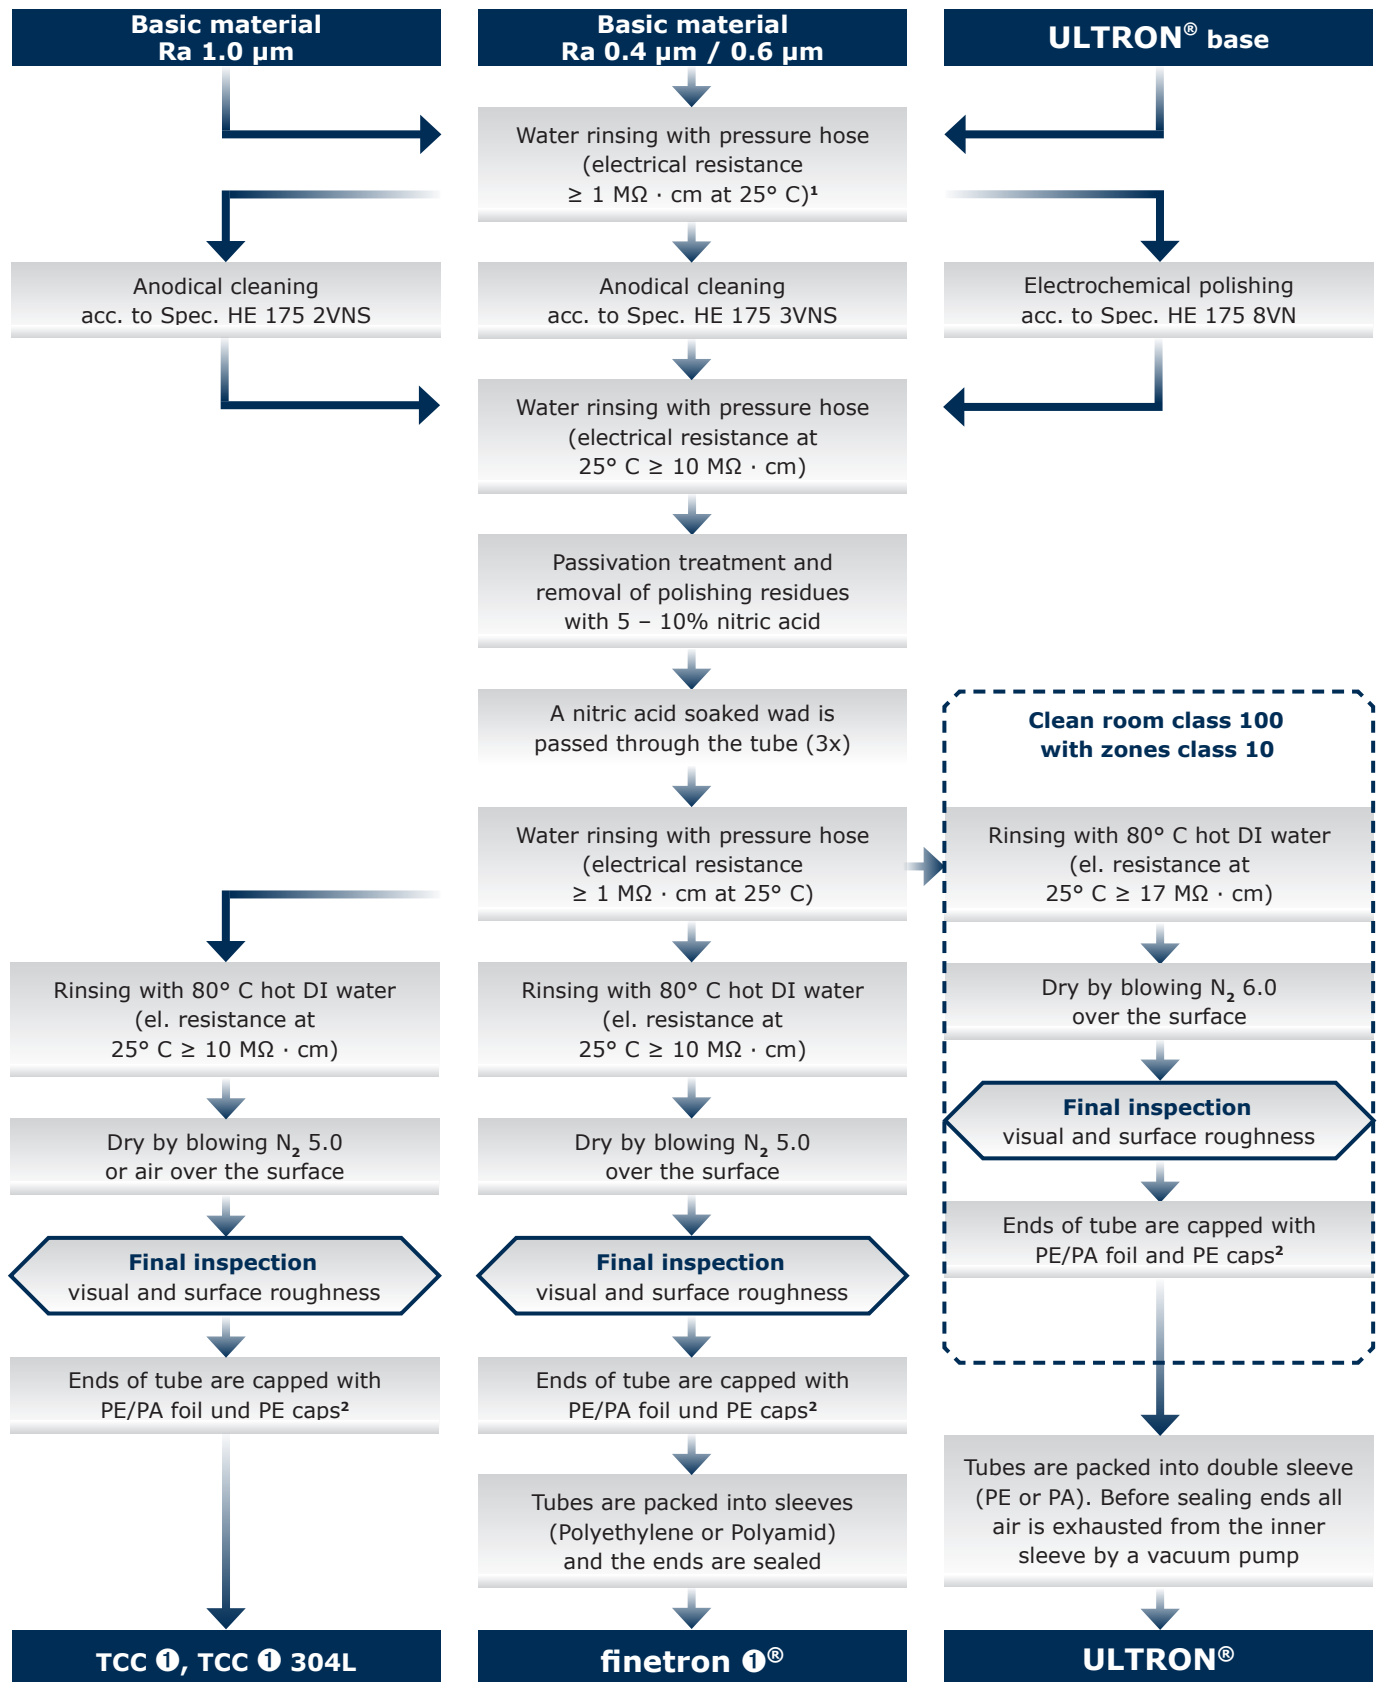 Basic material
Ra 1.0 µm
Basic material
Ra 0.4 µm / 0.6 µm
ULTRON® base
Water rinsing with pressure hose
(electrical resistance
≥ 1 MΩ · cm at 25° C)¹
Anodical cleaning
acc. to Spec. HE 175 2VNS
Anodical cleaning
acc. to Spec. HE 175 3VNS
Electrochemical polishing
acc. to Spec. HE 175 8VN
Water rinsing with pressure hose
(electrical resistance at
25° C ≥ 10 MΩ · cm)
Passivation treatment and
removal of polishing residues
with 5 – 10% nitric acid
A nitric acid soaked wad is
passed through the tube (3x)
Clean room class 100
with zones class 10
Water rinsing with pressure hose
(electrical resistance
≥ 1 MΩ · cm at 25° C)
Rinsing with 80° C hot DI water
(el. resistance at
25° C ≥ 17 MΩ · cm)
Rinsing with 80° C hot DI water
(el. resistance at
25° C ≥ 10 MΩ · cm)
Rinsing with 80° C hot DI water
(el. resistance at
25° C ≥ 10 MΩ · cm)
Dry by blowing N₂ 6.0
over the surface
Dry by blowing N₂ 5.0
or air over the surface
Dry by blowing N₂ 5.0
over the surface
Final inspection
visual and surface roughness
Final inspection
visual and surface roughness
Final inspection
visual and surface roughness
Ends of tube are capped with
PE/PA foil and PE caps²
Ends of tube are capped with
PE/PA foil und PE caps²
Ends of tube are capped with
PE/PA foil und PE caps²
Tubes are packed into sleeves
(Polyethylene or Polyamid)
and the ends are sealed
Tubes are packed into double sleeve
(PE or PA). Before sealing ends all
air is exhausted from the inner
sleeve by a vacuum pump
TCC ❶, TCC ❶ 304L
finetron ❶®
ULTRON®